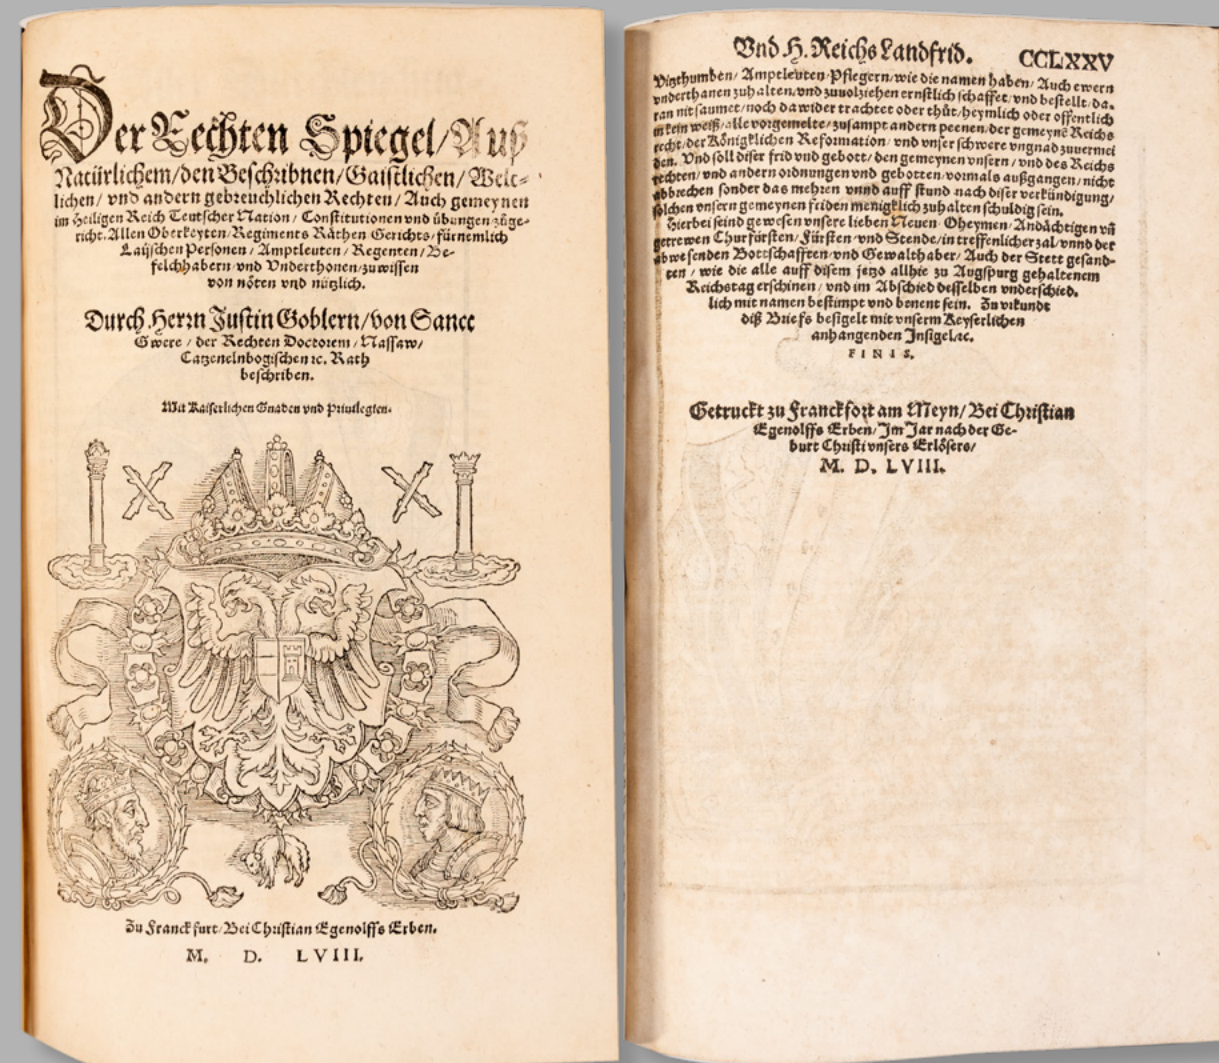 Der Rechten Spiegel/ Auß
Natürlichem/ den Beschribnen/ Gaistlichen/ Welt-
lichen/ vnd andern gebreuchlichen Rechten/ Auch gemeynen
im Heiligen Reich Teutscher Nation/ Constitutionen vnd übungen zůge-
richt. Allen Oberkeyten/ Regiments Räthen Gerichts/ fürnemlich
Laijschen Personen/ Amptleuten/ Regenten/ Be-
felchhabern vnd Vnderthonen/ zu wissen
von nöten vnd nützlich.
Durch Herrn Justin Goblern/ von Sanct
Gwere/ der Rechten Doctorem/ Nassaw/
Catzenelnbogischen ꝛc. Rath
beschriben.
Mit Kaiserlichen Gnaden vnd Priuilegien.
Zu Franckfurt/ Bei Christian Egenolffs Erben.
M. D. LVIII.
Vnd H. Reichs Landfrid. CCLXXV
Vitzthumben/ Amptleuten/ Pflegern/ wie die namen haben/ Auch ewern
vnderthanen zuhalten/ vnd zuuolziehen ernstlich schaffet/ vnd bestellt/ da-
ran nit saumet/ noch dawider trachtet oder thüt/ heymlich oder offentlich
in kein weiß/ alle vorgemelte/ zusampt andern peenen/ der gemeynē Reichs
recht/ der Königklichen Reformation/ vnd vnser schwere vngnad zuuermei
den. Vnd soll diser frid vnd gebott/ den gemeynen vnsern/ vnd des Reichs
rechten/ vnd andern ordnungen vnd gebotten/ vormals außgangen/ nicht
abbrechen sonder das mehren vnnd auff stund nach diser verkündigung/
solchen vnsern gemeynen friden menigklich zuhalten schuldig sein.
Hierbei seind gewesen vnsere lieben Neuen Oheymen/ Andächtigen vñ
getrewen Churfürsten/ Fürsten vnd Stende/ in treffenlicher zal/ vnnd der
abwesenden Bottschafften/ vnd Gewalthaber/ Auch der Stett gesand-
ten/ wie die alle auff disem jetzo allhie zu Augspurg gehaltenem
Reichstag erschinen/ vnd im Abschied desselben vnderschied-
lich mit namen bestimpt vnd benent sein. Zu vrkundt
diß Briefs besigelt mit vnserm Keyserlichen
anhangenden Insigel/ ꝛc.
FINIS.
Getruckt zu Franckfort am Meyn/ Bei Christian
Egenolffs Erben/ Im Jar nach der Ge-
burt Christi vnsers Erlösers/
M. D. LVIII.